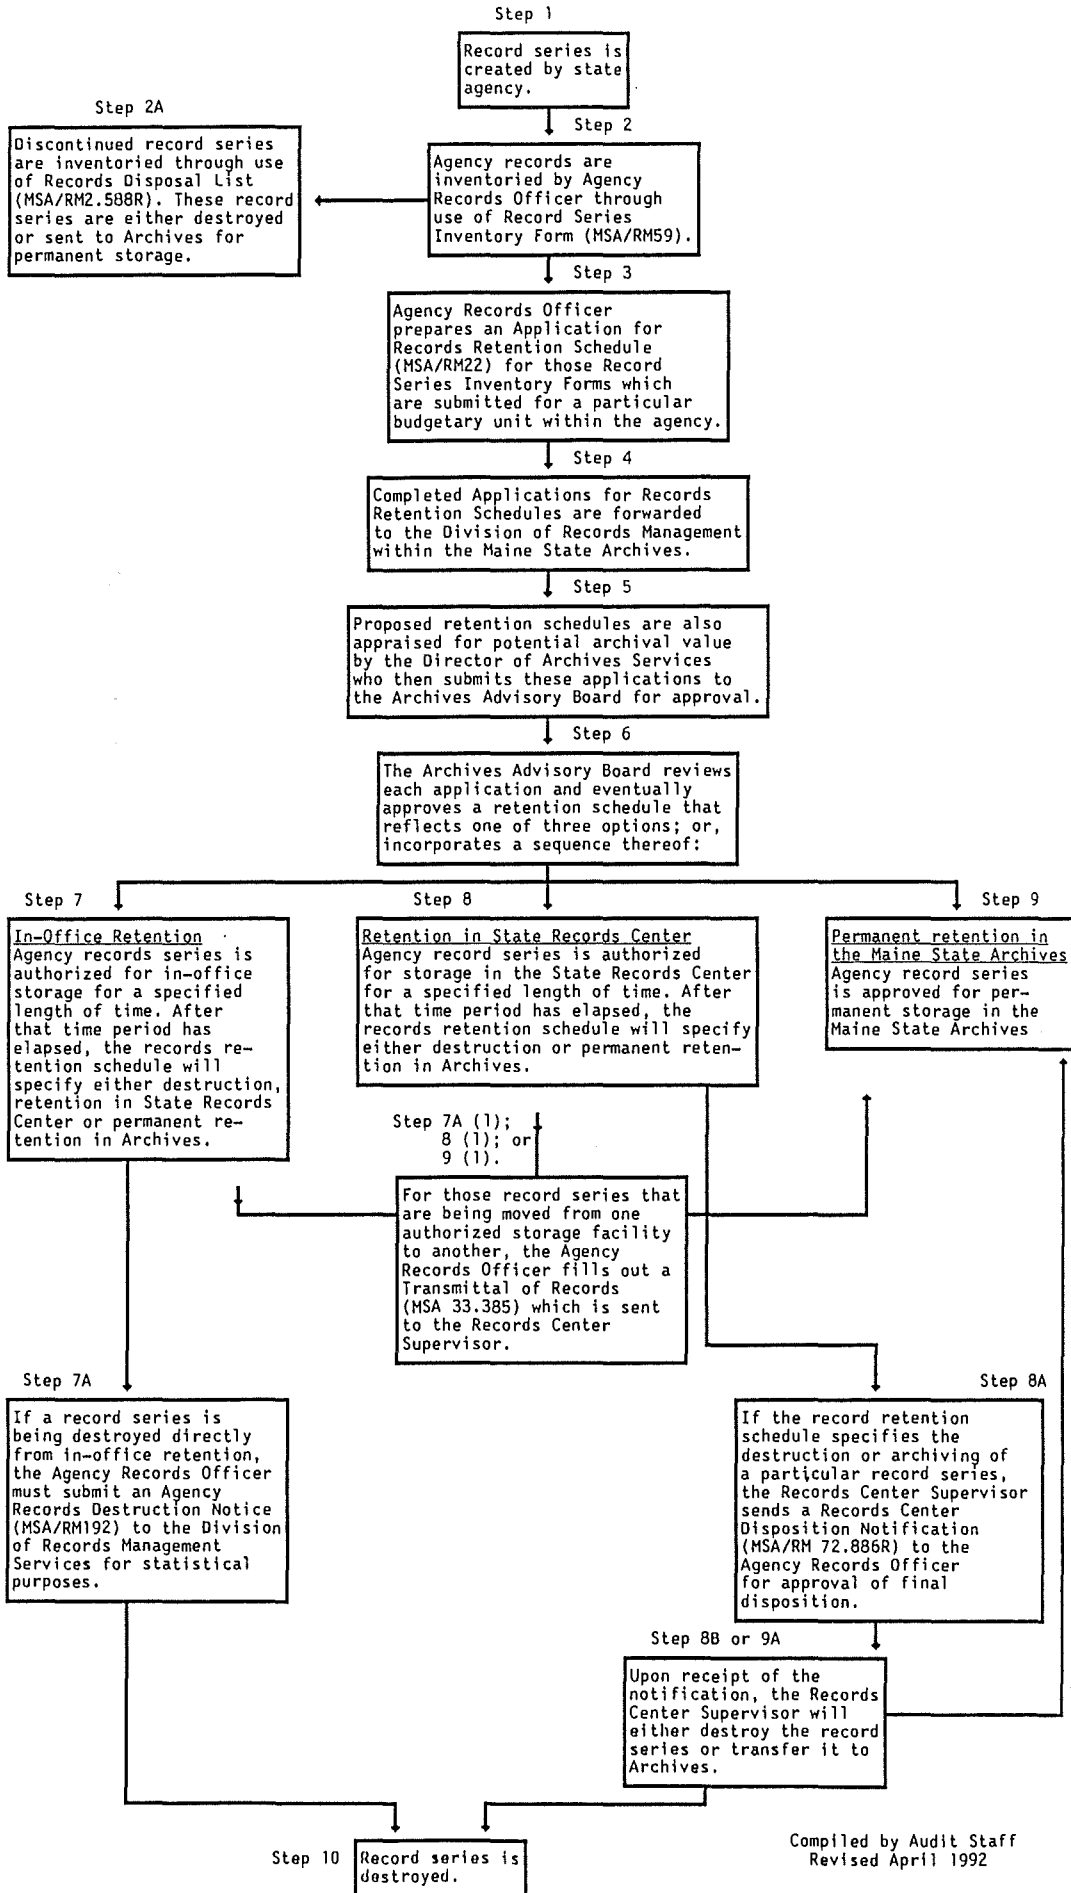 Step 1
Record series is
created by state
agency.
Step 2A
Discontinued record series
are inventoried through use
of Records Disposal List
(MSA/RM2.588R). These record
series are either destroyed
or sent to Archives for
permanent storage.
Step 2
Agency records are
inventoried by Agency
Records Officer through
use of Record Series
Inventory Form (MSA/RM59).
Step 3
Agency Records Officer
prepares an Application for
Records Retention Schedule
(MSA/RM22) for those Record
Series Inventory Forms which
are submitted for a particular
budgetary unit within the agency.
Step 4
Completed Applications for Records
Retention Schedules are forwarded
to the Division of Records Management
within the Maine State Archives.
Step 5
Proposed retention schedules are also
appraised for potential archival value
by the Director of Archives Services
who then submits these applications to
the Archives Advisory Board for approval.
Step 6
The Archives Advisory Board reviews
each application and eventually
approves a retention schedule that
reflects one of three options; or,
incorporates a sequence thereof:
Step 7
In-Office Retention
Agency records series is
authorized for in-office
storage for a specified
length of time. After
that time period has
elapsed, the records re-
tention schedule will
specify either destruction,
retention in State Records
Center or permanent re-
tention in Archives.
Step 8
Retention in State Records Center
Agency record series is authorized
for storage in the State Records Center
for a specified length of time. After
that time period has elapsed, the
records retention schedule will specify
either destruction or permanent reten-
tion in Archives.
Step 9
Permanent retention in
the Maine State Archives
Agency record series
is approved for per-
manent storage in the
Maine State Archives
Step 7A (1);
8 (1); or
9 (1).
For those record series that
are being moved from one
authorized storage facility
to another, the Agency
Records Officer fills out a
Transmittal of Records
(MSA 33.385) which is sent
to the Records Center
Supervisor.
Step 7A
If a record series is
being destroyed directly
from in-office retention,
the Agency Records Officer
must submit an Agency
Records Destruction Notice
(MSA/RM192) to the Division
of Records Management
Services for statistical
purposes.
Step 8A
If the record retention
schedule specifies the
destruction or archiving of
a particular record series,
the Records Center Supervisor
sends a Records Center
Disposition Notification
(MSA/RM 72.886R) to the
Agency Records Officer
for approval of final
disposition.
Step 8B or 9A
Upon receipt of the
notification, the Records
Center Supervisor will
either destroy the record
series or transfer it to
Archives.
Step 10
Record series is
destroyed.
Compiled by Audit Staff
Revised April 1992